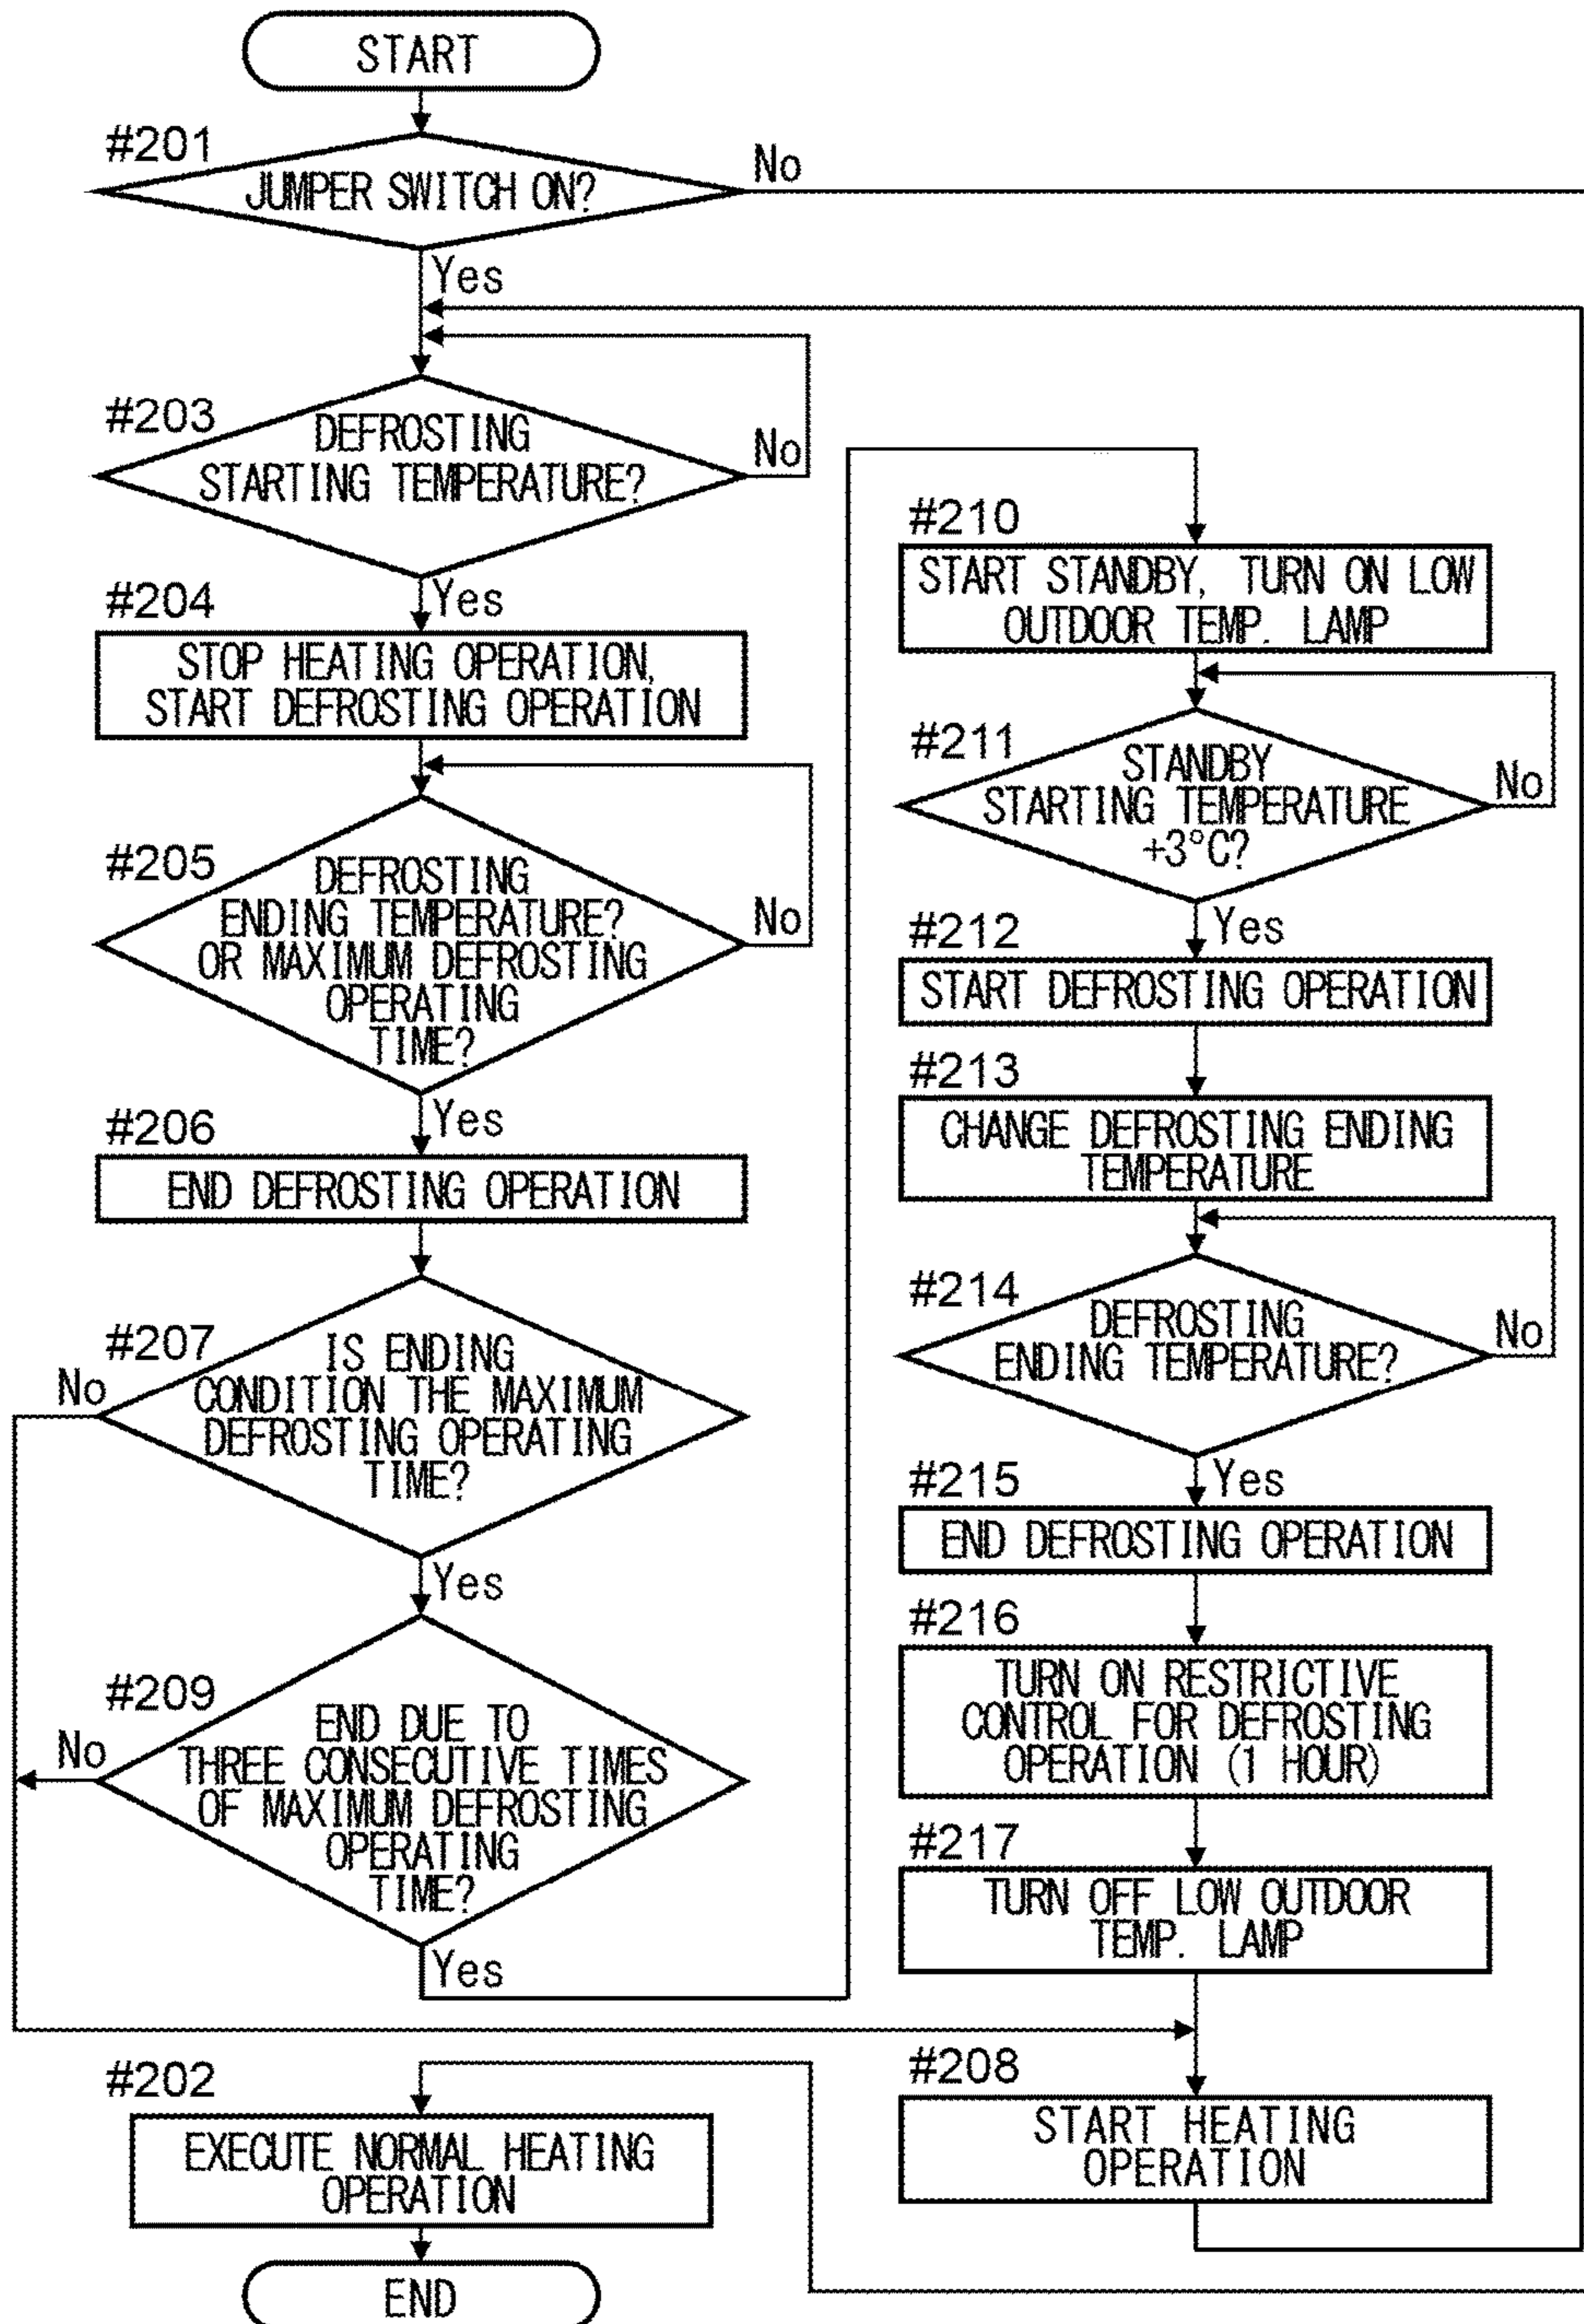 START
#201
JUMPER SWITCH ON?
No
Yes
#203
DEFROSTING
STARTING TEMPERATURE?
No
Yes
#204
STOP HEATING OPERATION,
START DEFROSTING OPERATION
#205
DEFROSTING
ENDING TEMPERATURE?
OR MAXIMUM DEFROSTING
OPERATING
TIME?
No
Yes
#206
END DEFROSTING OPERATION
#207
IS ENDING
CONDITION THE MAXIMUM
DEFROSTING OPERATING
TIME?
No
Yes
#209
END DUE TO
THREE CONSECUTIVE TIMES
OF MAXIMUM DEFROSTING
OPERATING
TIME?
No
Yes
#210
START STANDBY, TURN ON LOW
OUTDOOR TEMP. LAMP
#211
STANDBY
STARTING TEMPERATURE
+3°C?
No
Yes
#212
START DEFROSTING OPERATION
#213
CHANGE DEFROSTING ENDING
TEMPERATURE
#214
DEFROSTING
ENDING TEMPERATURE?
No
Yes
#215
END DEFROSTING OPERATION
#216
TURN ON RESTRICTIVE
CONTROL FOR DEFROSTING
OPERATION (1 HOUR)
#217
TURN OFF LOW OUTDOOR
TEMP. LAMP
#208
START HEATING
OPERATION
#202
EXECUTE NORMAL HEATING
OPERATION
END